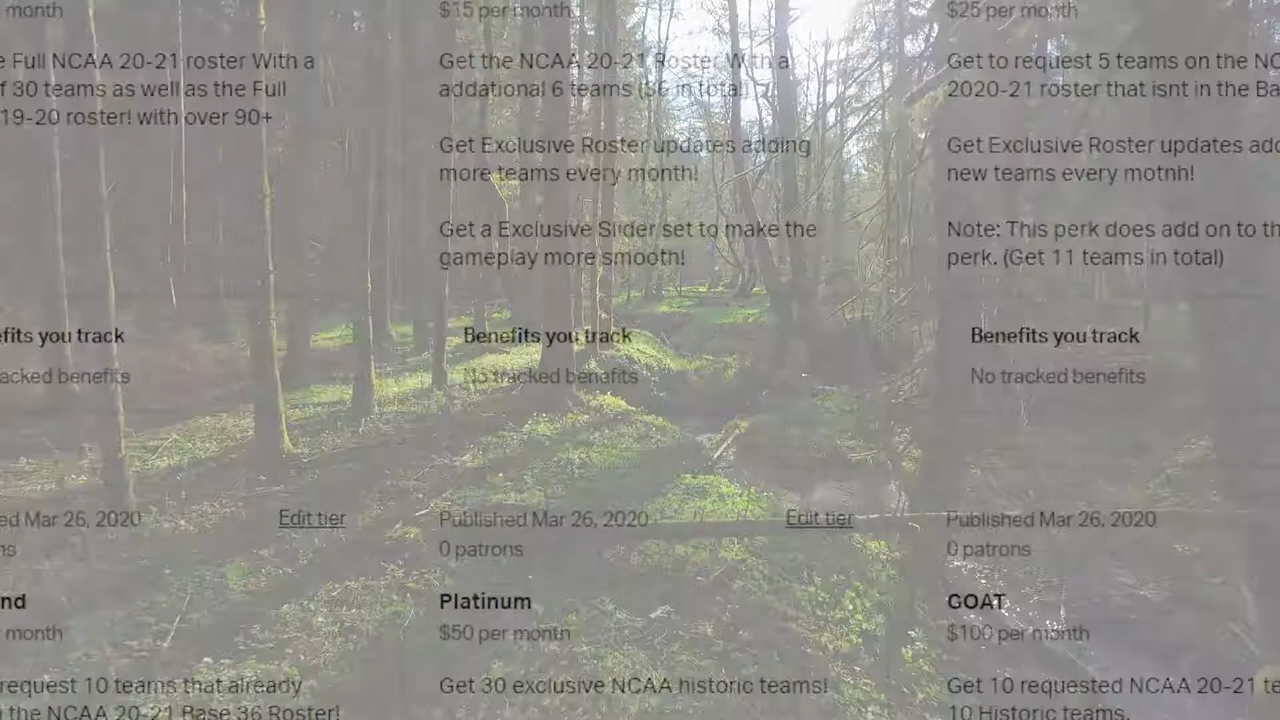 month
e Full NCAA 20-21 roster With a
f 30 teams as well as the Full
19-20 roster! with over 90+
efits you track
acked benefits
ed Mar 26, 2020
Edit tier
ns
nd
month
request 10 teams that already
the NCAA 20-21 Base 36 Roster!
$15 per month
Get the NCAA 20-21 Roster With a
addational 6 teams (36 in total)
Get Exclusive Roster updates adding
more teams every month!
Get a Exclusive Slider set to make the
gameplay more smooth!
Benefits you track
No tracked benefits
Published Mar 26, 2020
Edit tier
0 patrons
Platinum
$50 per month
Get 30 exclusive NCAA historic teams!
$25 per month
Get to request 5 teams on the NC
2020-21 roster that isnt in the Ba
Get Exclusive Roster updates add
new teams every motnh!
Note: This perk does add on to th
perk. (Get 11 teams in total)
Benefits you track
No tracked benefits
Published Mar 26, 2020
0 patrons
GOAT
$100 per month
Get 10 requested NCAA 20-21 te
10 Historic teams.